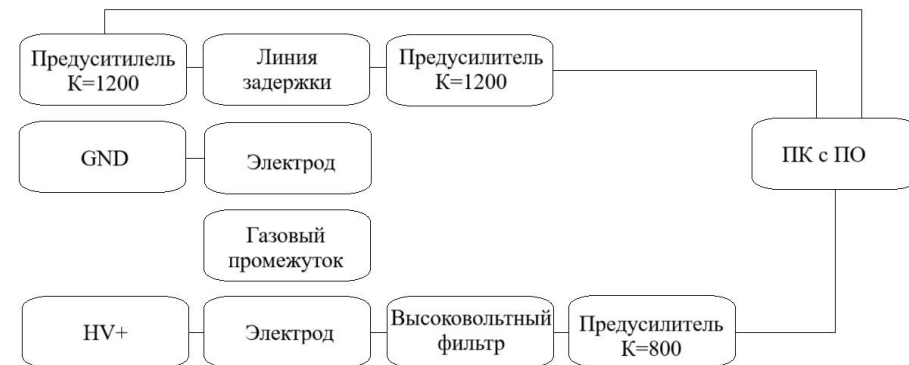 Предуситилель
К=1200
Линия
задержки
Предусилитель
К=1200
GND
Электрод
ПК с ПО
Газовый
промежуток
HV+
Электрод
Высоковольтный
фильтр
Предусилитель
К=800